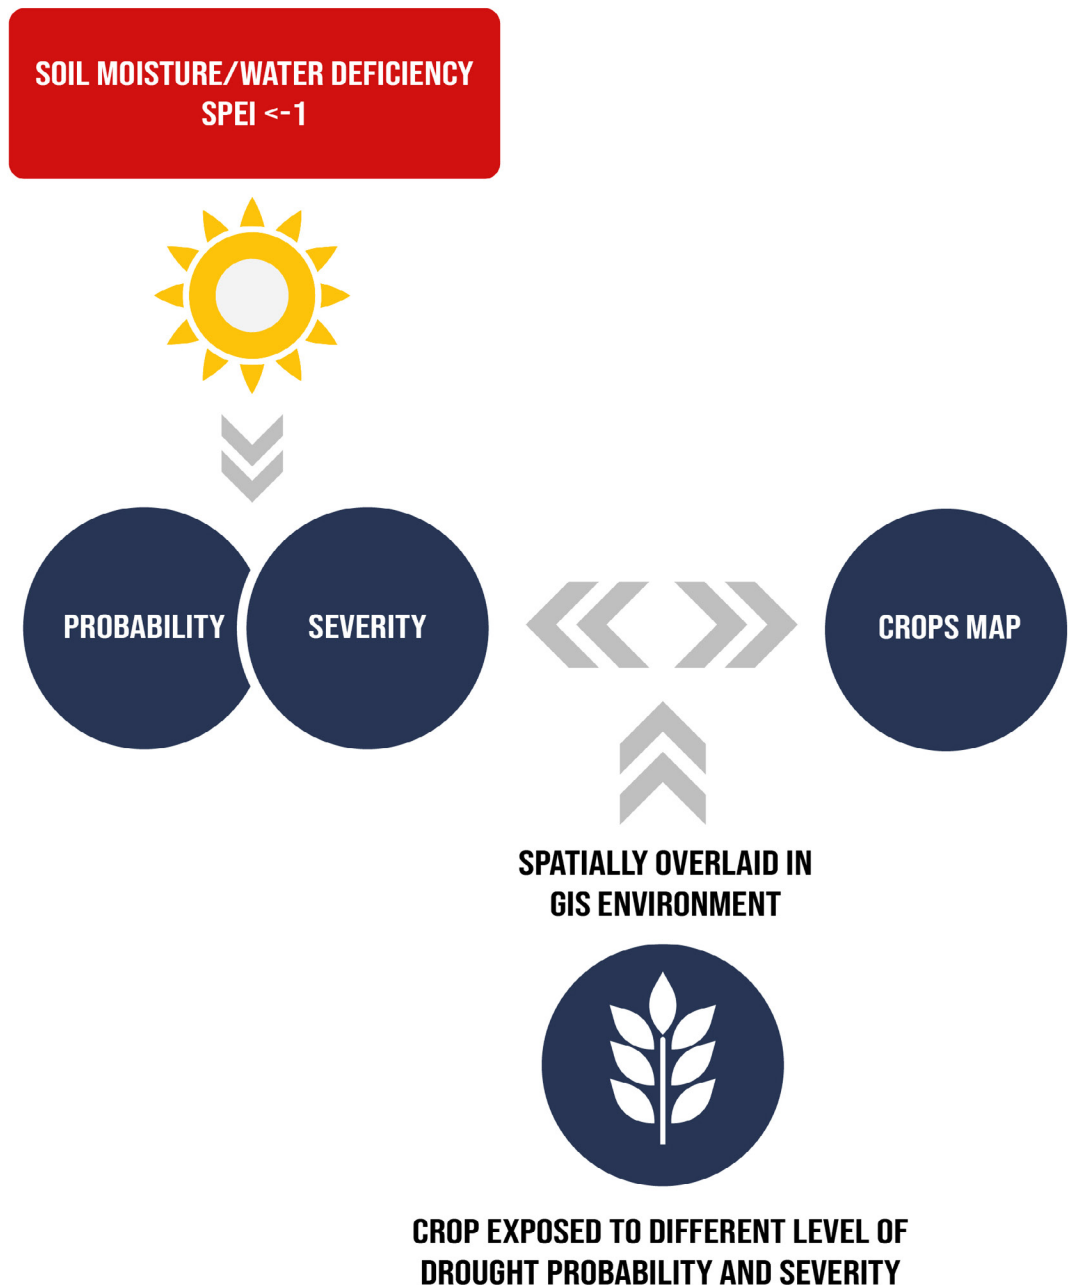 SOIL MOISTURE/WATER DEFICIENCY
SPEI <-1
PROBABILITY
SEVERITY
CROPS MAP
SPATIALLY OVERLAID IN
GIS ENVIRONMENT
CROP EXPOSED TO DIFFERENT LEVEL OF
DROUGHT PROBABILITY AND SEVERITY